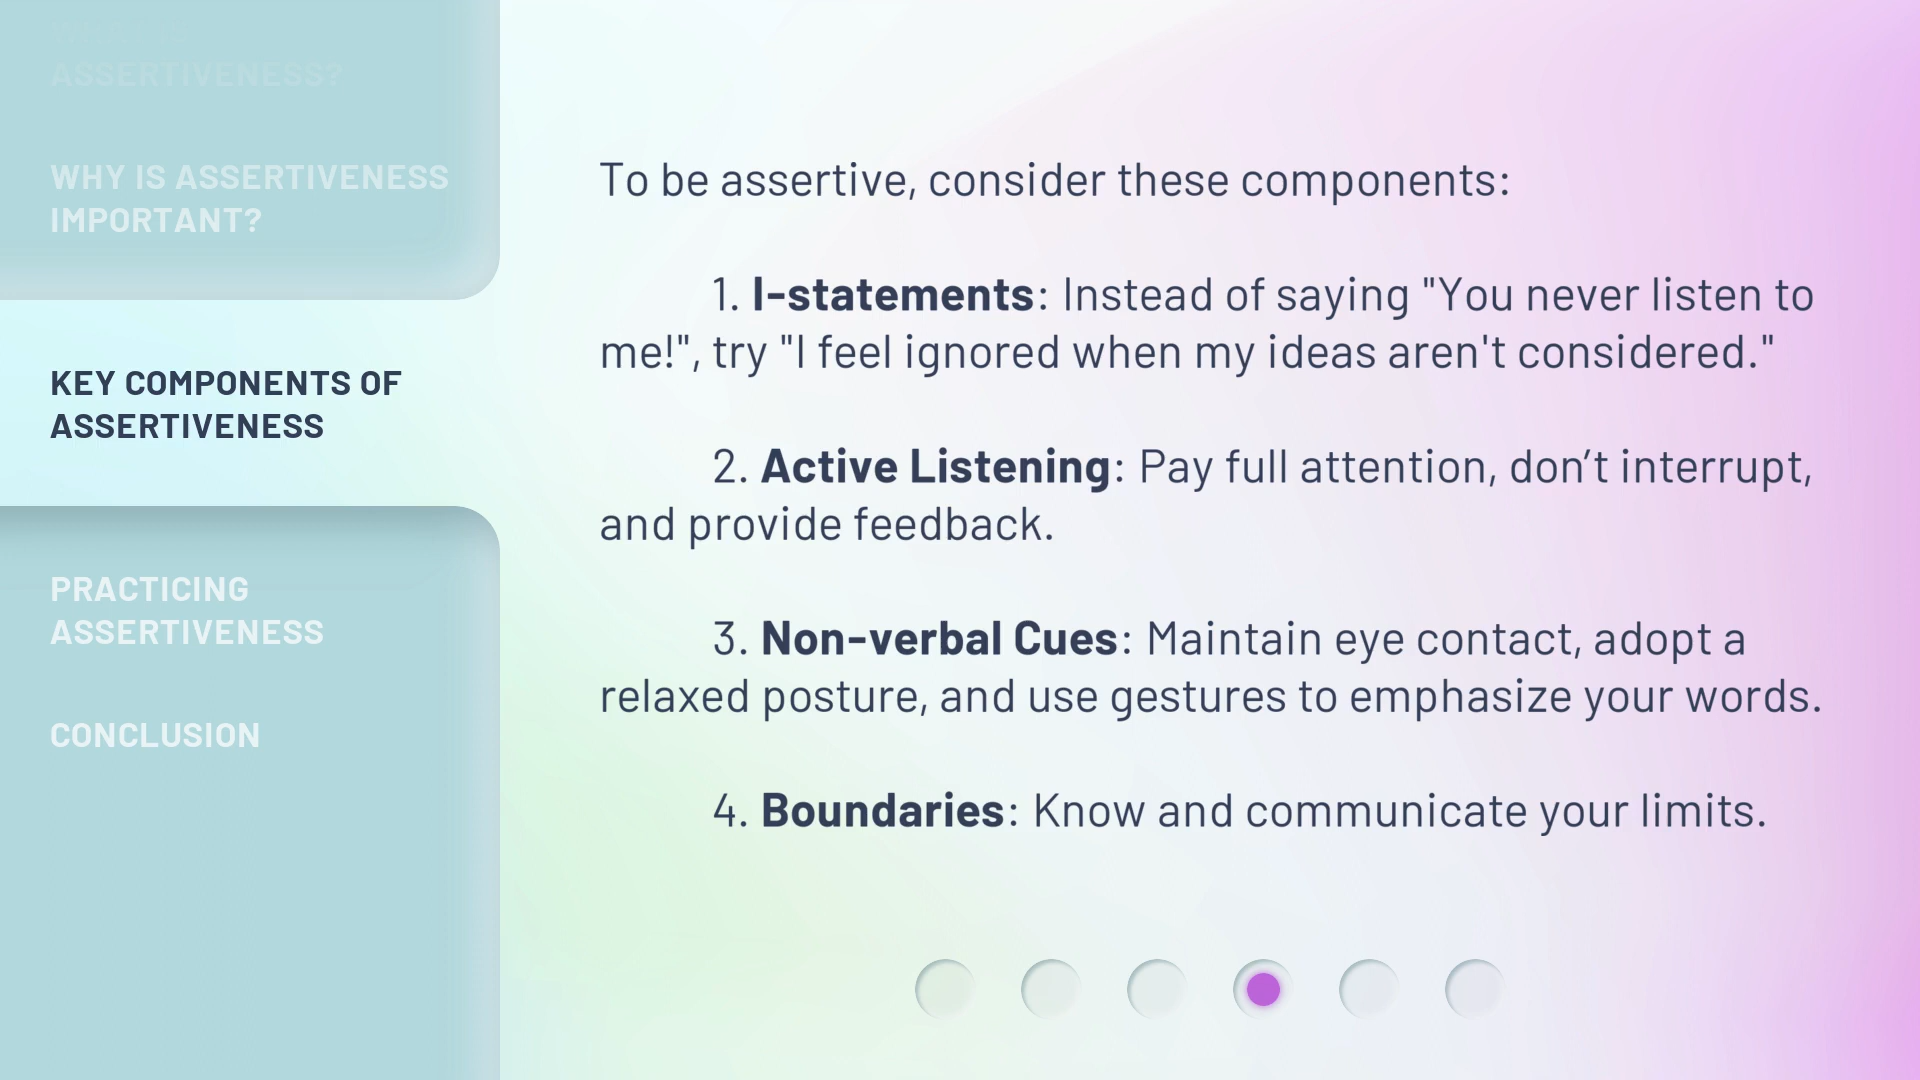 WHAT IS
ASSERTIVENESS?
WHY IS ASSERTIVENESS
IMPORTANT?
KEY COMPONENTS OF
ASSERTIVENESS
PRACTICING
ASSERTIVENESS
CONCLUSION
To be assertive, consider these components:
1. I-statements: Instead of saying "You never listen to
me!", try "I feel ignored when my ideas aren't considered."
2. Active Listening: Pay full attention, don’t interrupt,
and provide feedback.
3. Non-verbal Cues: Maintain eye contact, adopt a
relaxed posture, and use gestures to emphasize your words.
4. Boundaries: Know and communicate your limits.